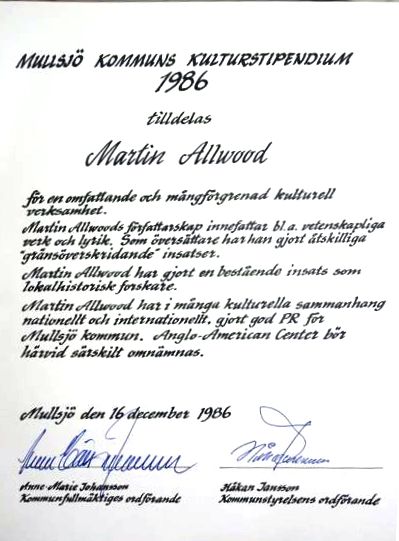 MULLSJÖ KOMMUNS KULTURSTIPENDIUM
1986
tilldelas
Martin Allwood
för en omfattande och mångförgrenad kulturell
verksamhet.
Martin Allwoods författarskap innefattar bl.a. vetenskapliga
verk och lyrik. Som översättare har han gjort åtskilliga
"gränsöverskridande" insatser.
Martin Allwood har gjort en bestående insats som
lokalhistorisk forskare.
Martin Allwood har i många kulturella sammanhang
nationellt och internationellt, gjort god PR för
Mullsjö kommun. Anglo-American Center bör
härvid särskilt omnämnas.
Mullsjö den 16 december 1986
Anne-Marie Johansson
Kommunfullmäktiges ordförande
Håkan Jansson
Kommunstyrelsens ordförande